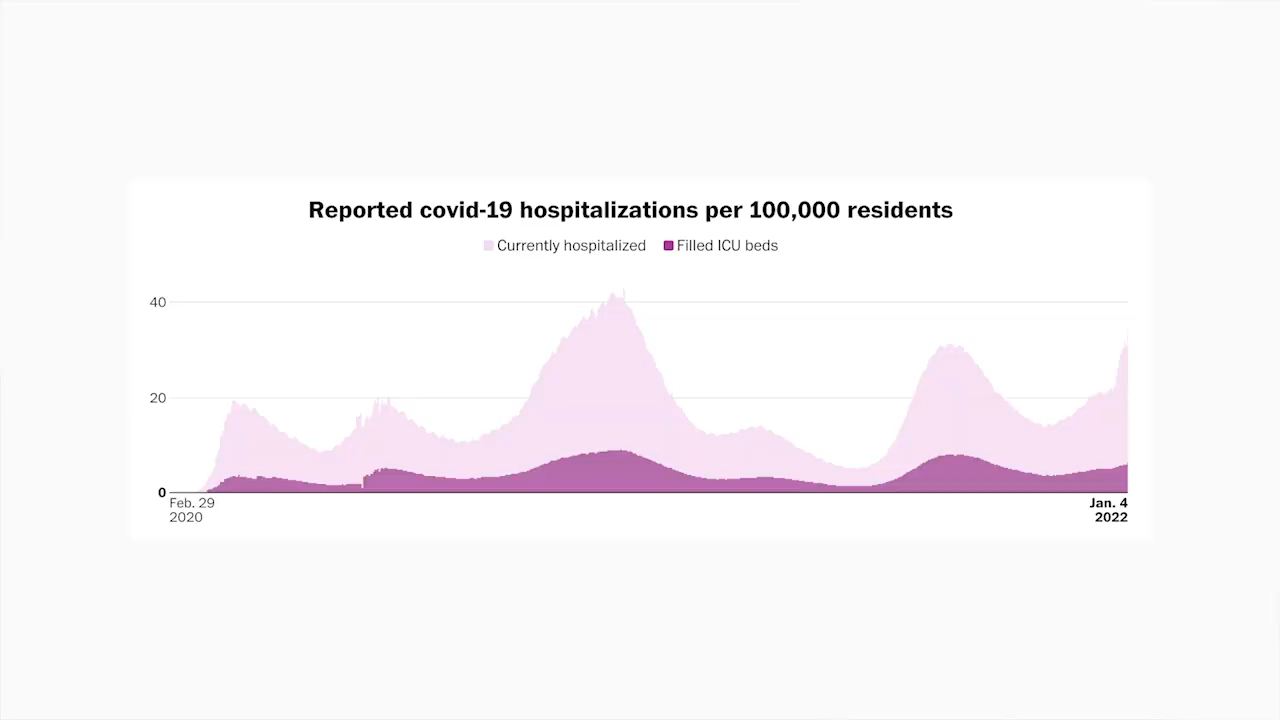 Reported covid-19 hospitalizations per 100,000 residents
Currently hospitalized Filled ICU beds
40
20
0
Feb. 29
2020
Jan. 4
2022